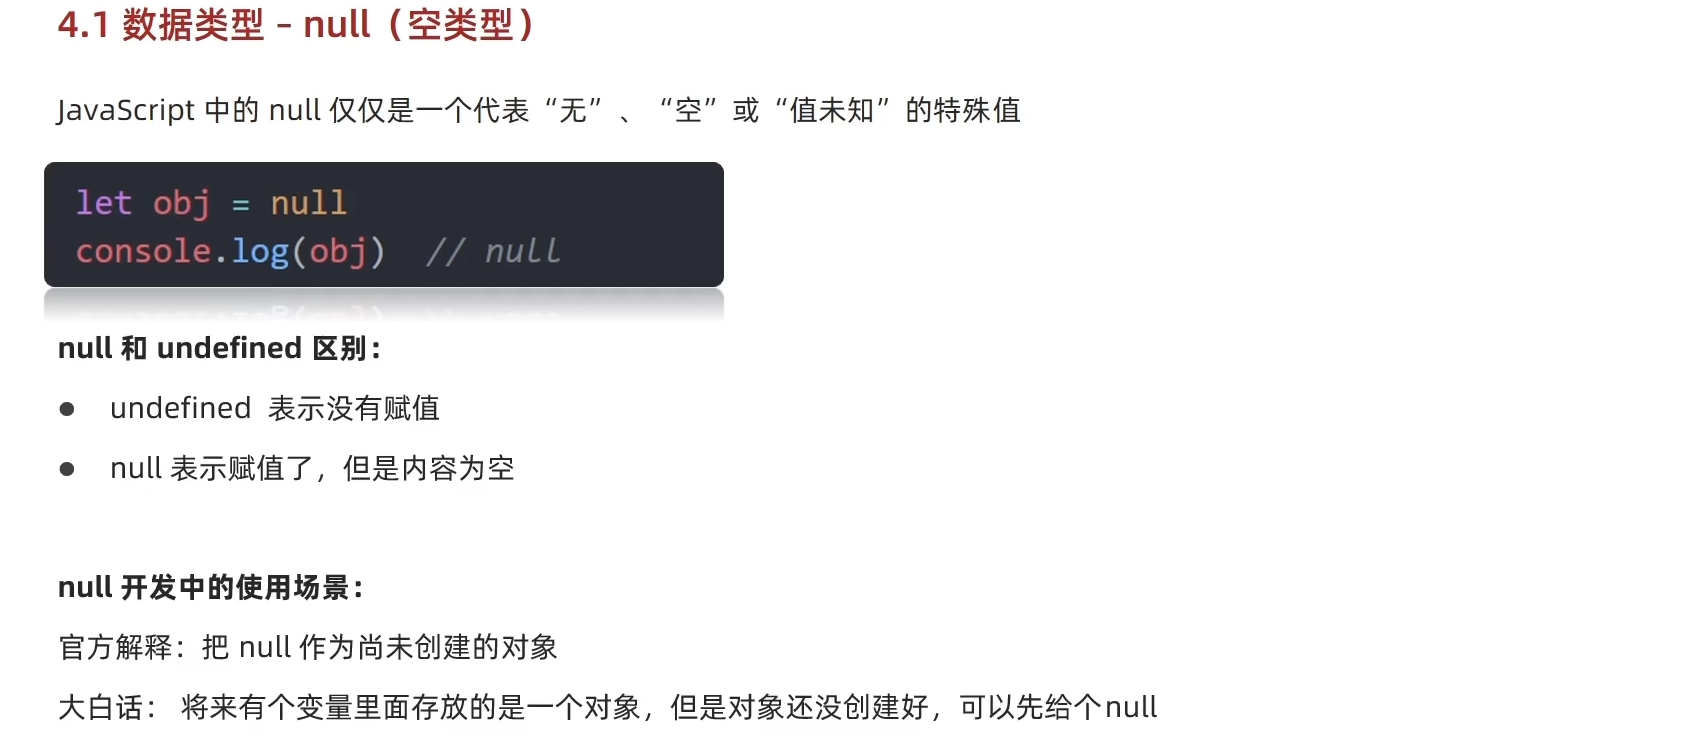 4.1 数据类型 – null（空类型）
JavaScript 中的 null 仅仅是一个代表“无”、“空”或“值未知”的特殊值
let obj = null
console.log(obj)  // null
null 和 undefined 区别：
● undefined 表示没有赋值
● null 表示赋值了，但是内容为空
null 开发中的使用场景：
官方解释：把 null 作为尚未创建的对象
大白话： 将来有个变量里面存放的是一个对象，但是对象还没创建好，可以先给个null